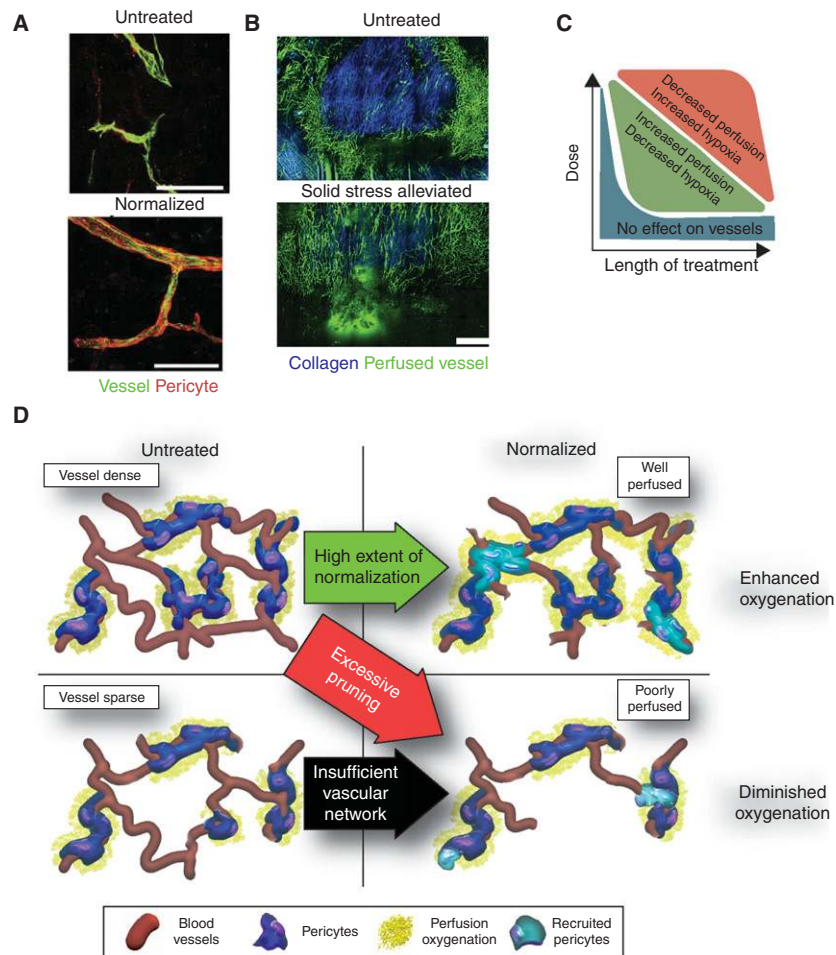 A
Untreated
Normalized
Vessel Pericyte
B
Untreated
Solid stress alleviated
Collagen Perfused vessel
C
Dose
Decreased perfusion
Increased hypoxia
Increased perfusion
Decreased hypoxia
No effect on vessels
Length of treatment
D
Untreated
Normalized
Vessel dense
Well
perfused
High extent of
normalization
Enhanced
oxygenation
Excessive
pruning
Vessel sparse
Poorly
perfused
Insufficient
vascular
network
Diminished
oxygenation
Blood
vessels
Pericytes
Perfusion
oxygenation
Recruited
pericytes